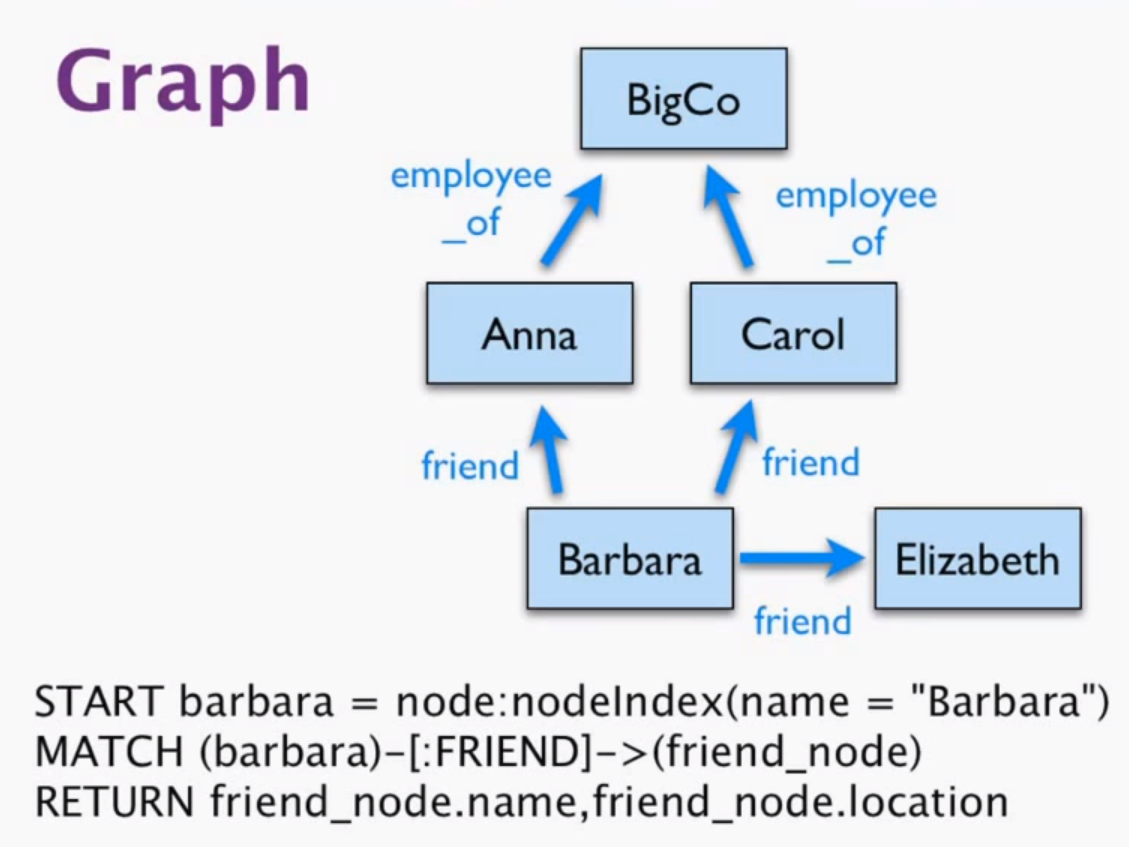 Graph
BigCo
employee
_of
employee
_of
Anna
Carol
friend
friend
Barbara
Elizabeth
friend
START barbara = node:nodeIndex(name = "Barbara")
MATCH (barbara)–[:FRIEND]–>(friend_node)
RETURN friend_node.name,friend_node.location